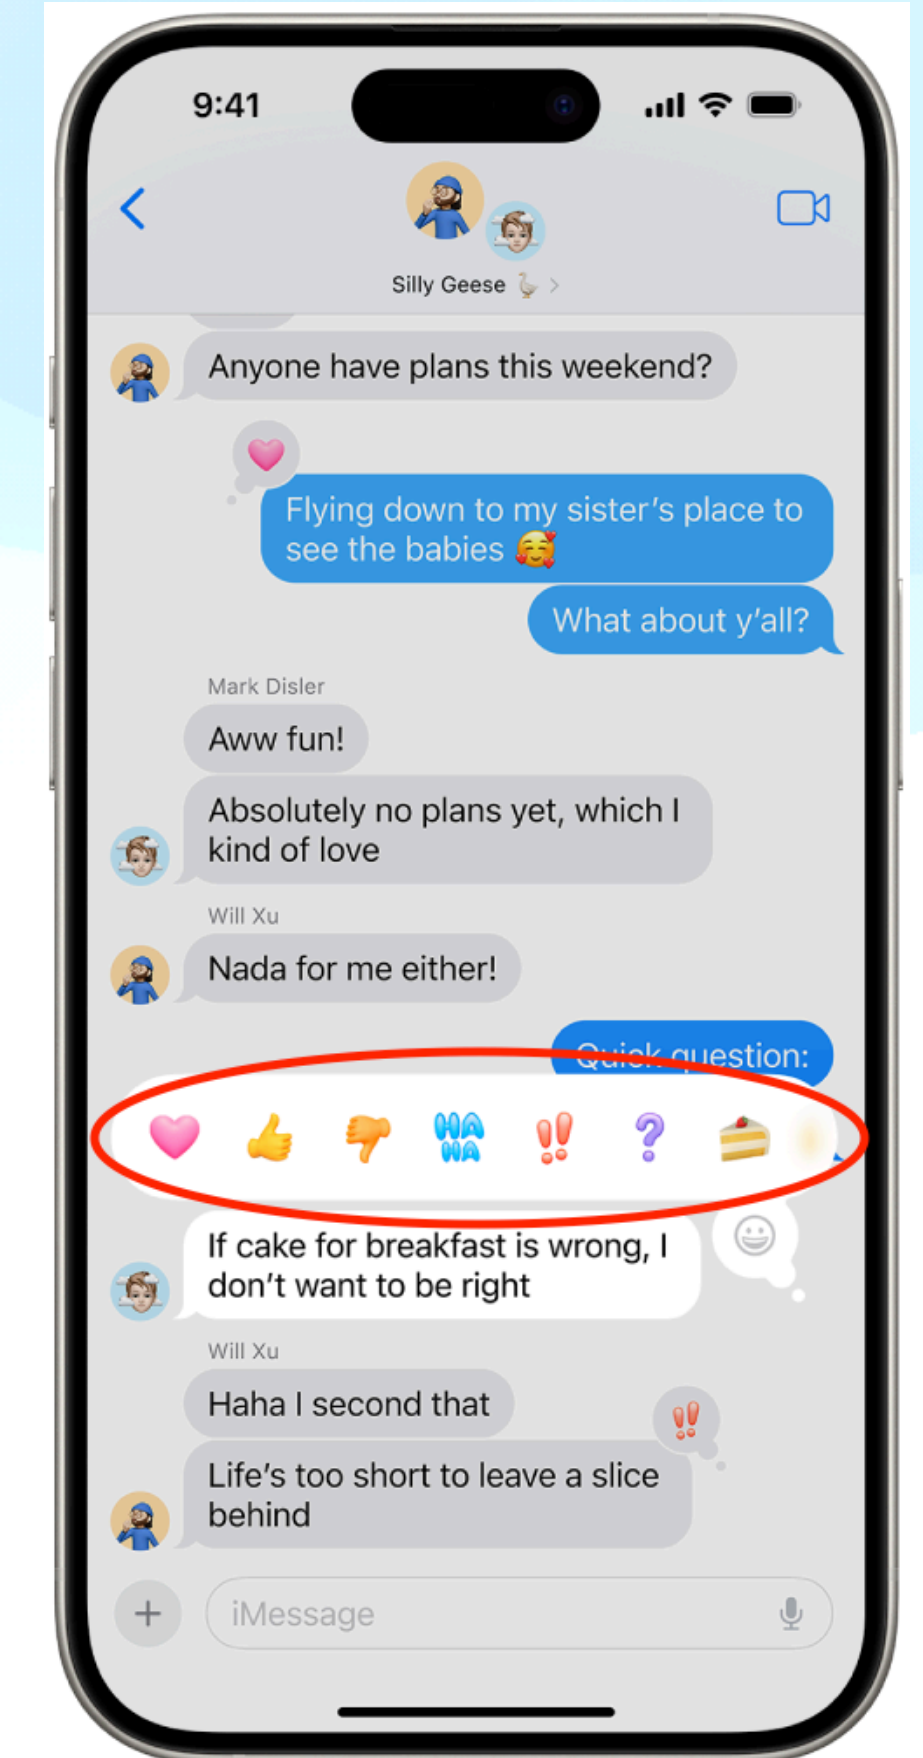 9:41
Silly Geese
Anyone have plans this weekend?
Flying down to my sister's place to
see the babies
What about y'all?
Mark Disler
Aww fun!
Absolutely no plans yet, which I
kind of love
Will Xu
Nada for me either!
Quick question:
HA
HA
If cake for breakfast is wrong, I
don't want to be right
Will Xu
Haha I second that
Life's too short to leave a slice
behind
iMessage